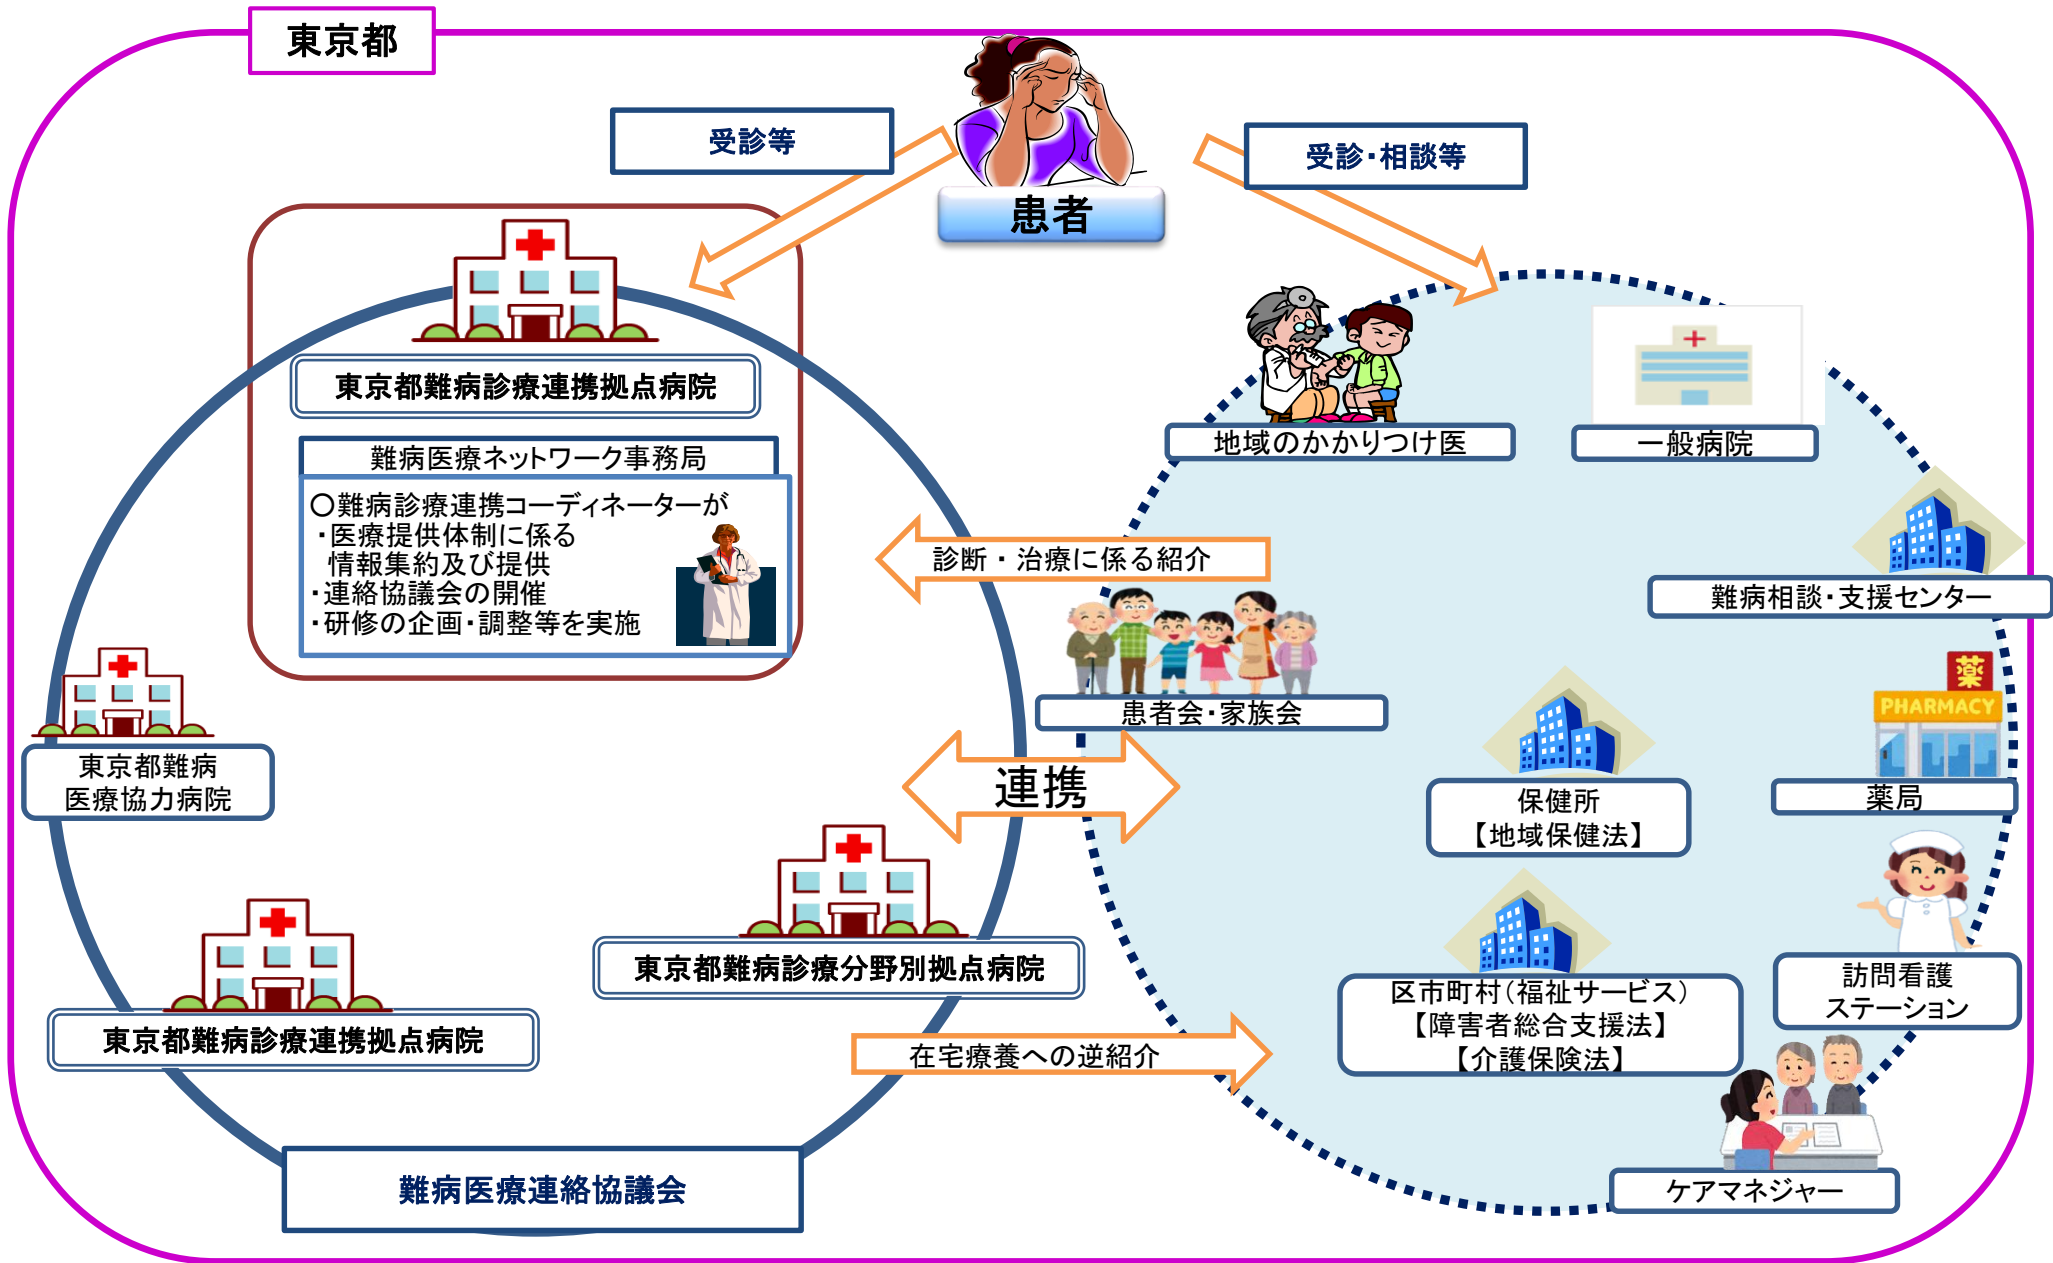 東京都
受診等
受診・相談等
患者
東京都難病診療連携拠点病院
難病医療ネットワーク事務局
〇難病診療連携コーディネーターが
・医療提供体制に係る
情報集約及び提供
・連絡協議会の開催
・研修の企画・調整等を実施
地域のかかりつけ医
一般病院
診断・治療に係る紹介
難病相談・支援センター
患者会・家族会
薬
PHARMACY
薬局
東京都難病
医療協力病院
連携
保健所
【地域保健法】
東京都難病診療分野別拠点病院
東京都難病診療連携拠点病院
訪問看護
ステーション
区市町村（福祉サービス）
【障害者総合支援法】
【介護保険法】
在宅療養への逆紹介
難病医療連絡協議会
ケアマネジャー